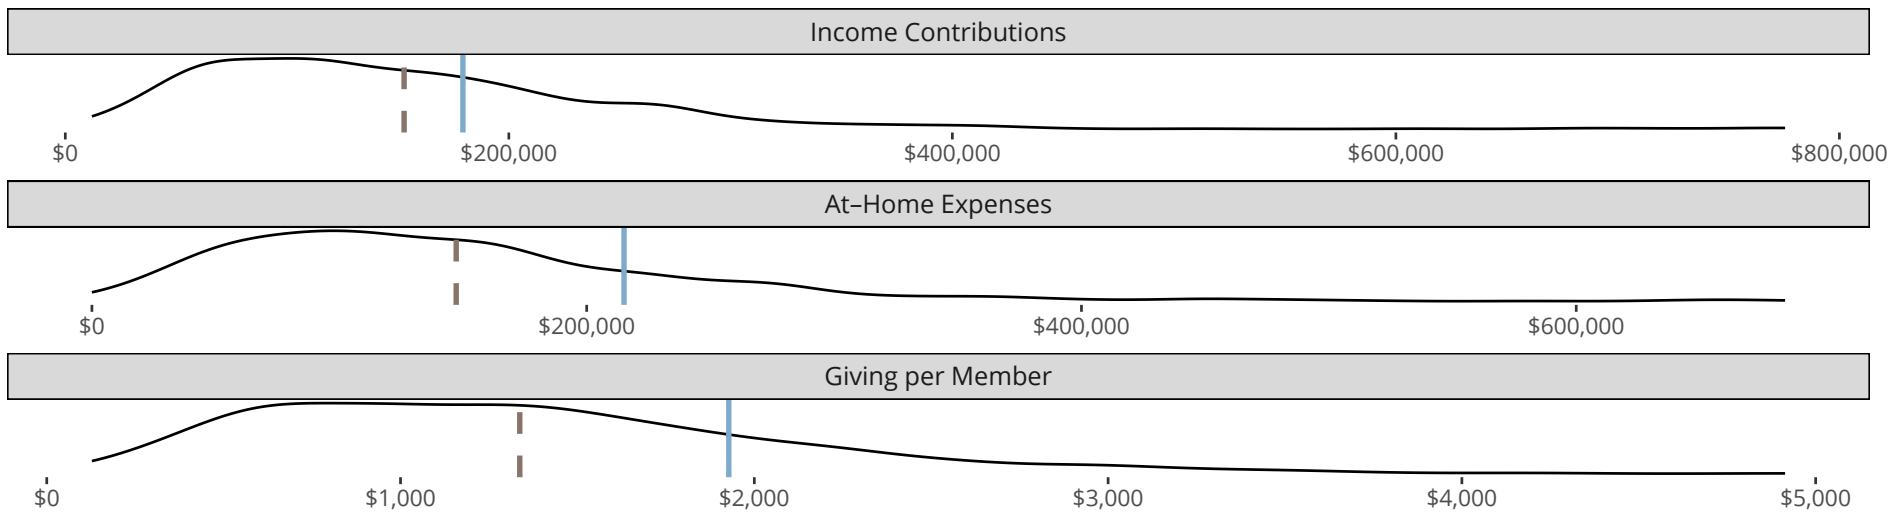 Income Contributions
$0 $200,000 $400,000 $600,000 $800,000
At–Home Expenses
$0 $200,000 $400,000 $600,000
Giving per Member
$0 $1,000 $2,000 $3,000 $4,000 $5,000